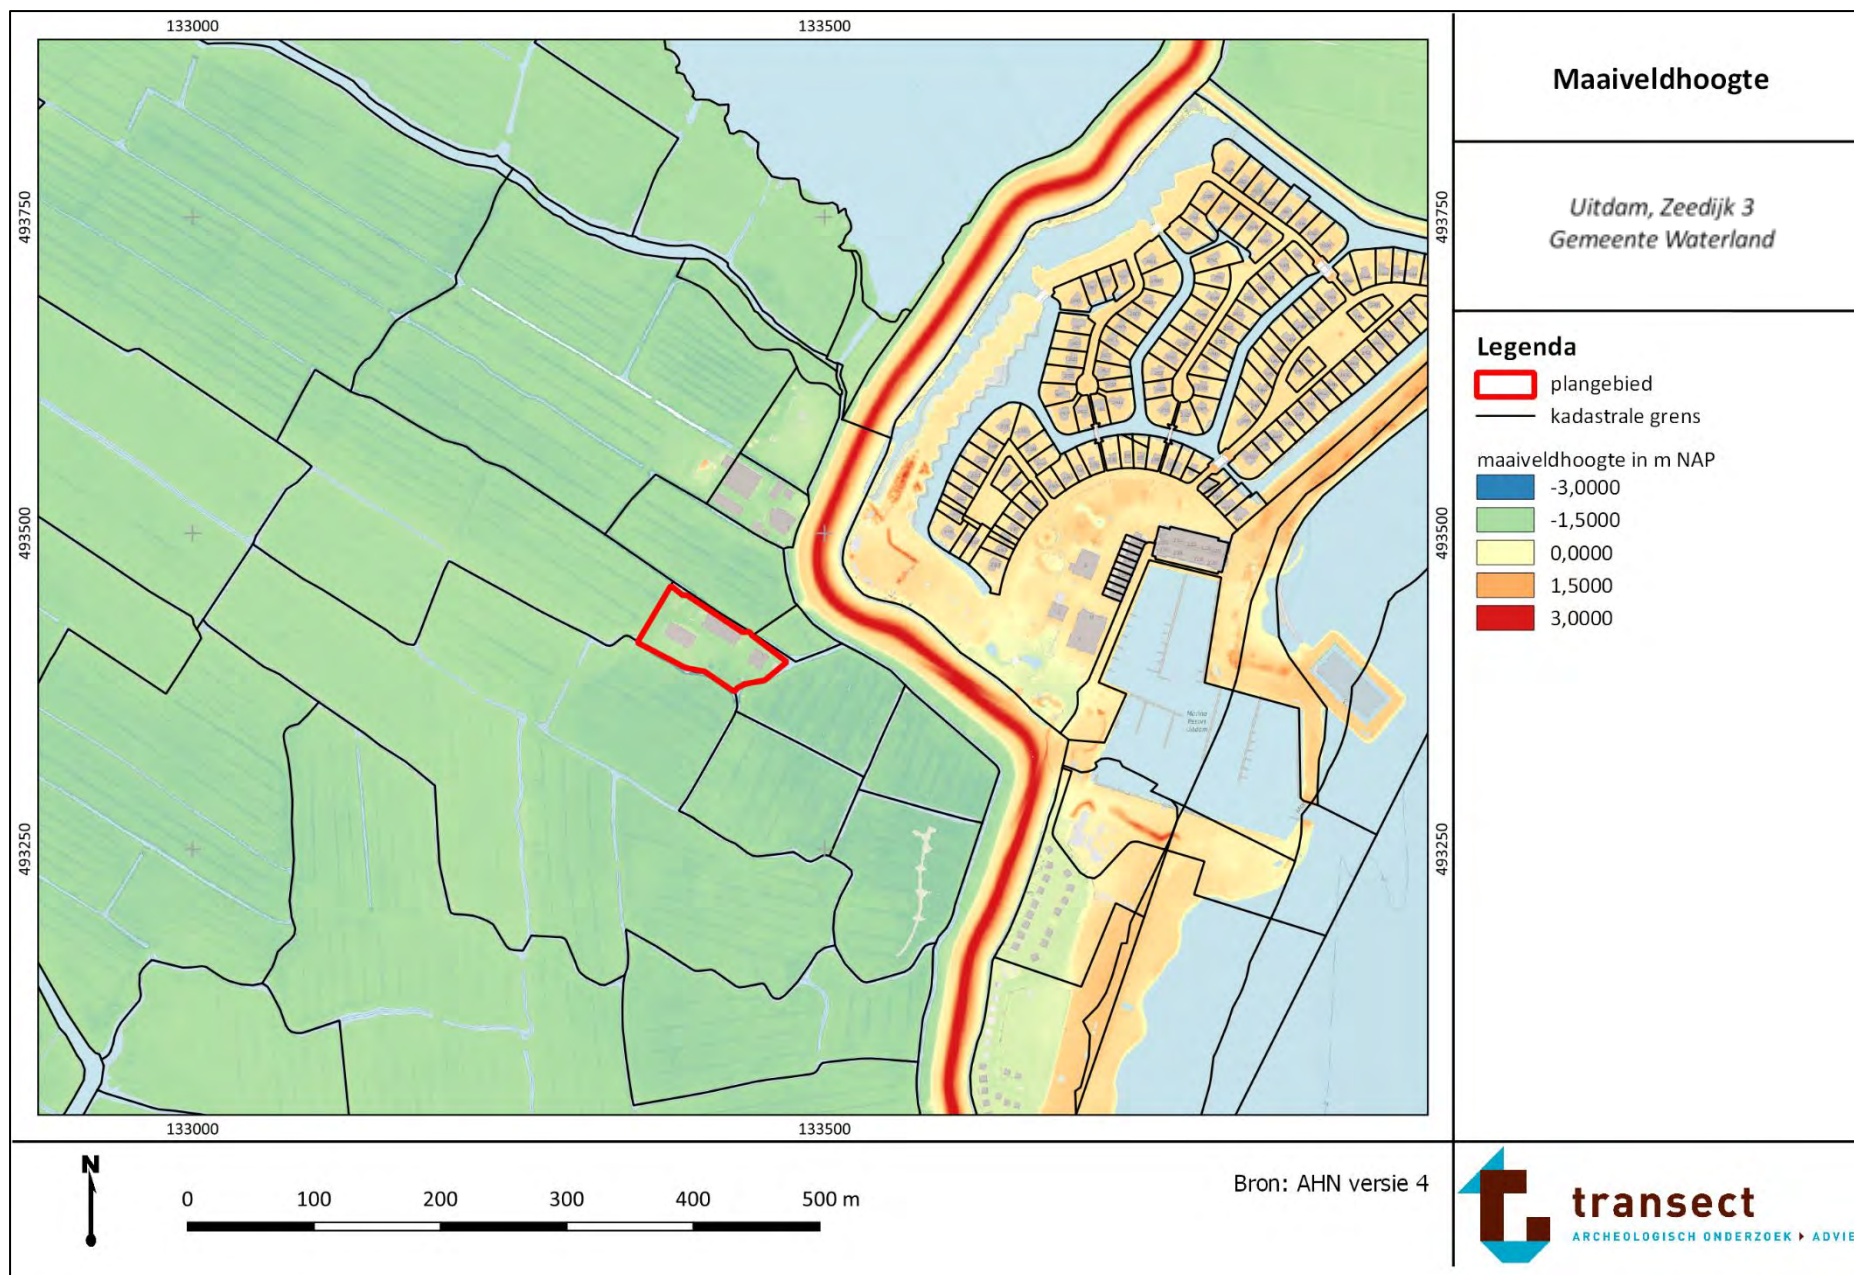 133000
133500
493750
493750
493500
493500
493250
493250
133000
133500
Maaiveldhoogte
Uitdam, Zeedijk 3
Gemeente Waterland
Legenda
plangebied
kadastrale grens
maaiveldhoogte in m NAP
-3,0000
-1,5000
0,0000
1,5000
3,0000
N
0 100 200 300 400 500 m
Bron: AHN versie 4
transect
ARCHEOLOGISCH ONDERZOEK ADVIE